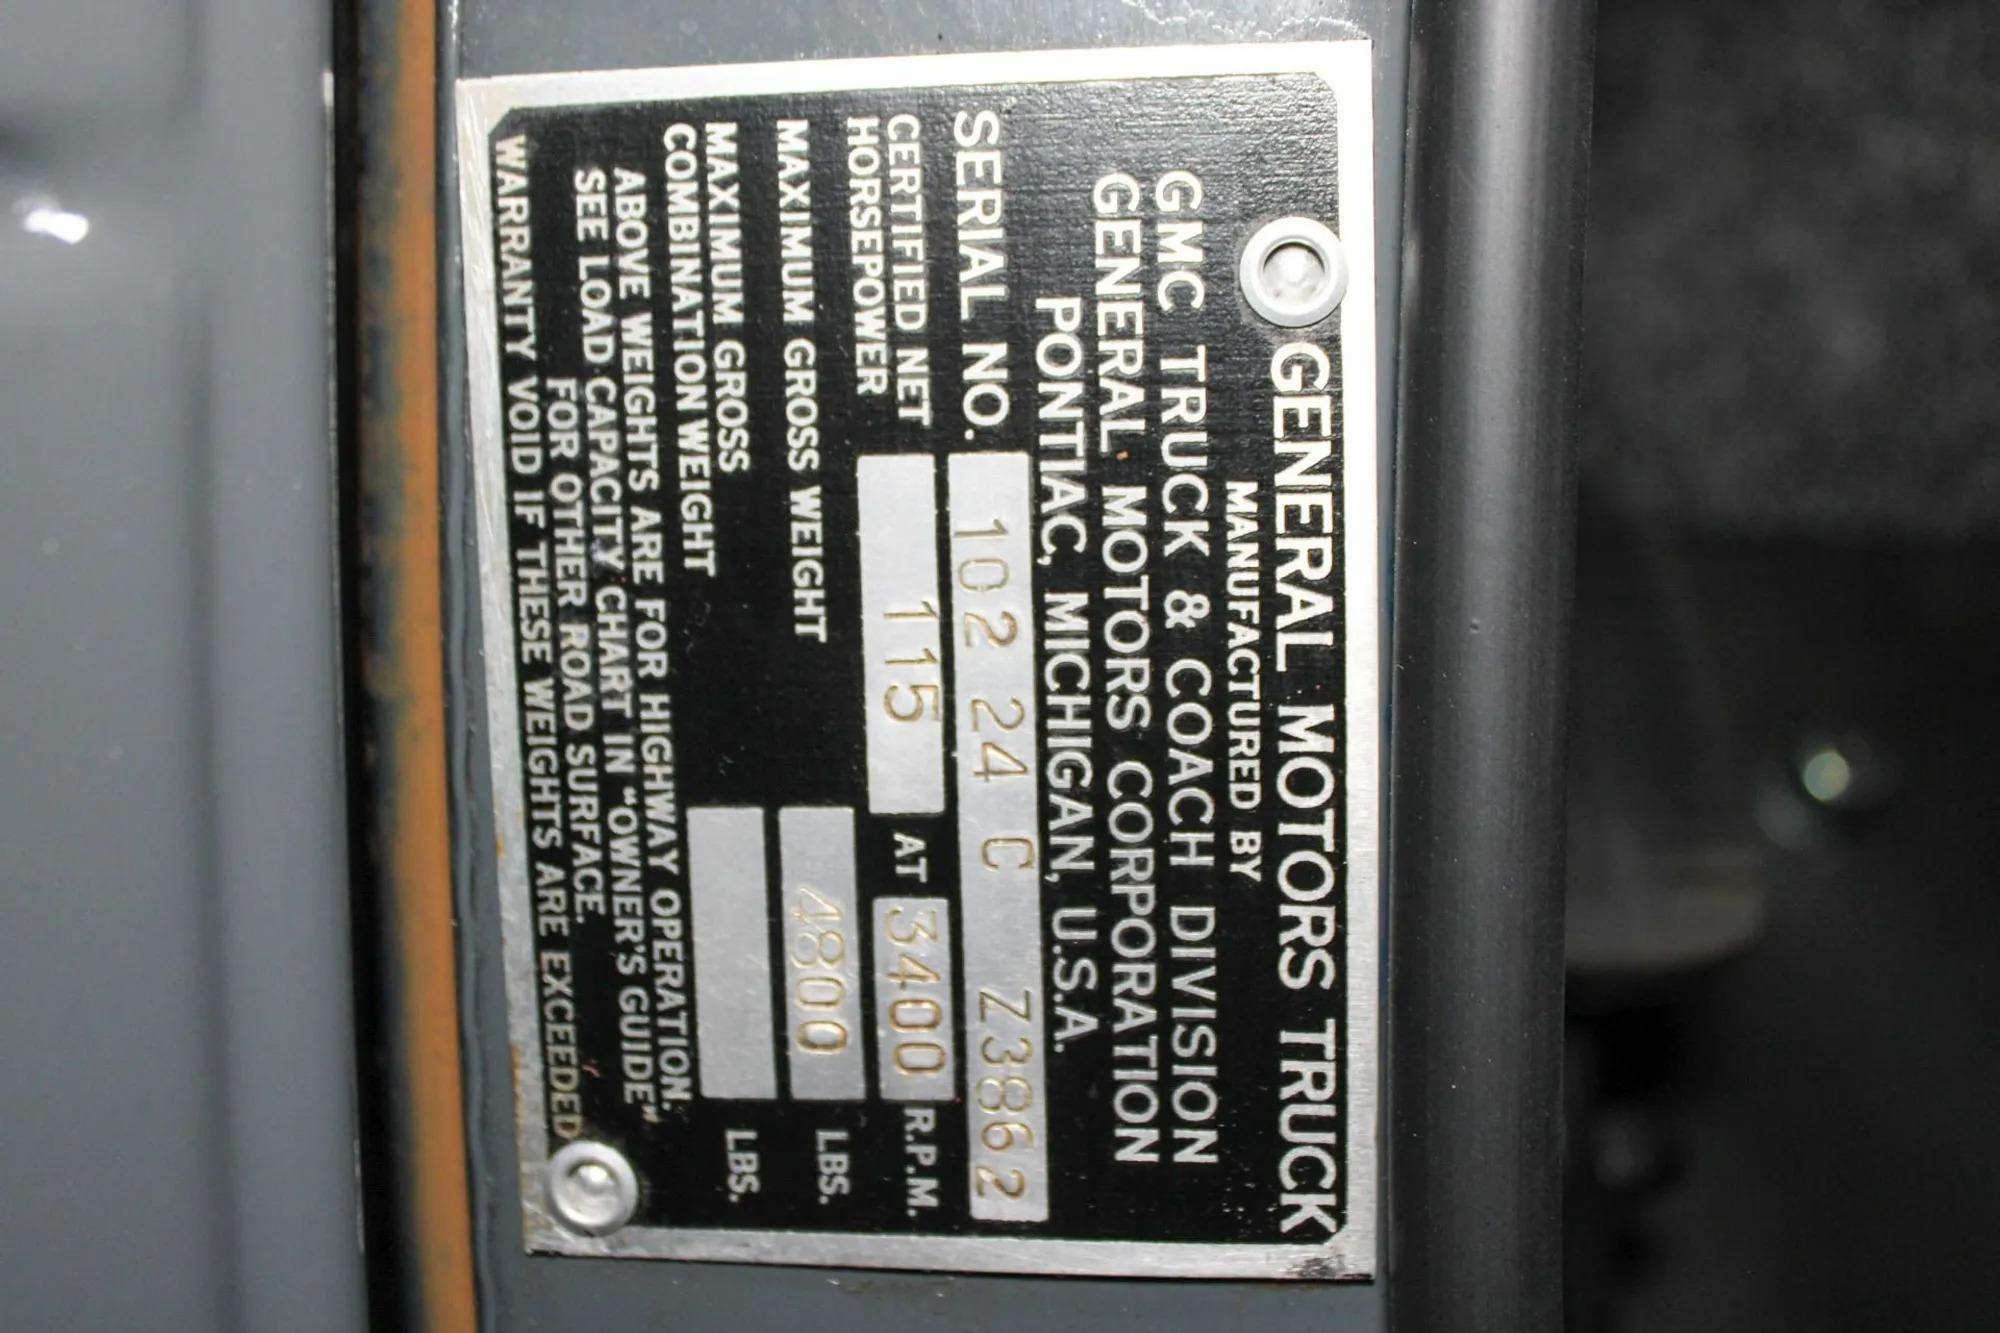 GENERAL MOTORS TRUCK
MANUFACTURED BY
GMC TRUCK & COACH DIVISION
GENERAL MOTORS CORPORATION
PONTIAC, MICHIGAN, U.S.A.
SERIAL NO. 102 24 C Z3862
CERTIFIED NET
HORSEPOWER 115 AT 3400 R.P.M.
MAXIMUM GROSS WEIGHT 4800 LBS.
MAXIMUM GROSS
COMBINATION WEIGHT LBS.
ABOVE WEIGHTS ARE FOR HIGHWAY OPERATION.
SEE LOAD CAPACITY CHART IN "OWNER'S GUIDE"
FOR OTHER ROAD SURFACE.
WARRANTY VOID IF THESE WEIGHTS ARE EXCEEDED